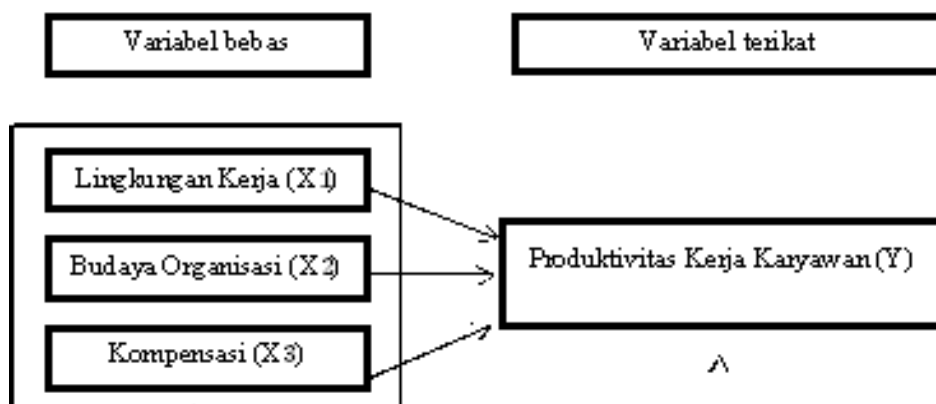 Variabel bebas
Variabel terikat
Lingkungan Kerja (X1)
Budaya Organisasi (X2)
Produktivitas Kerja Karyawan (Y)
Kompensasi (X3)